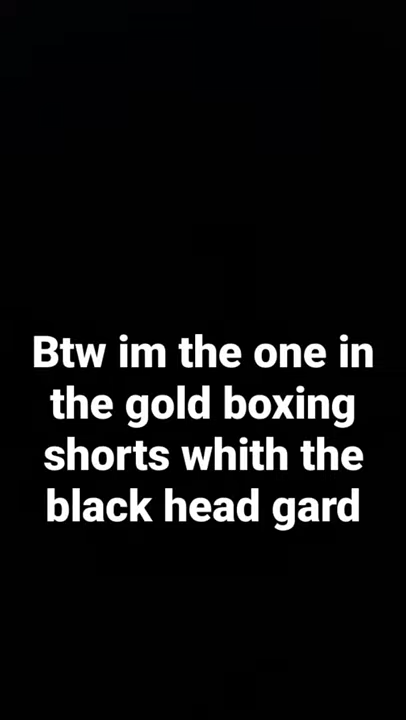 Btw im the one in
the gold boxing
shorts whith the
black head gard